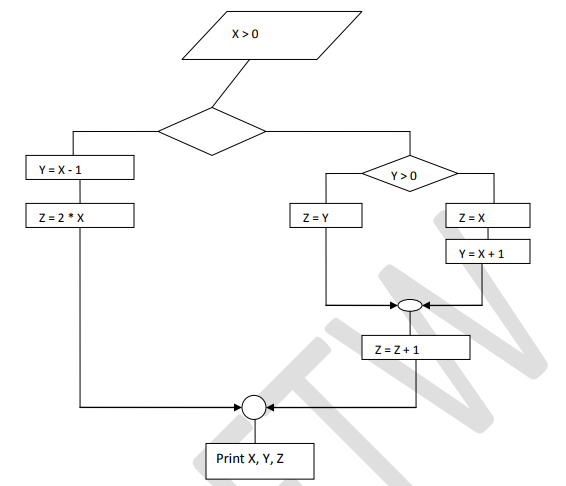 X > 0
Y = X - 1
Y > 0
Z = 2 * X
Z = Y
Z = X
Y = X + 1
Z = Z + 1
Print X, Y, Z